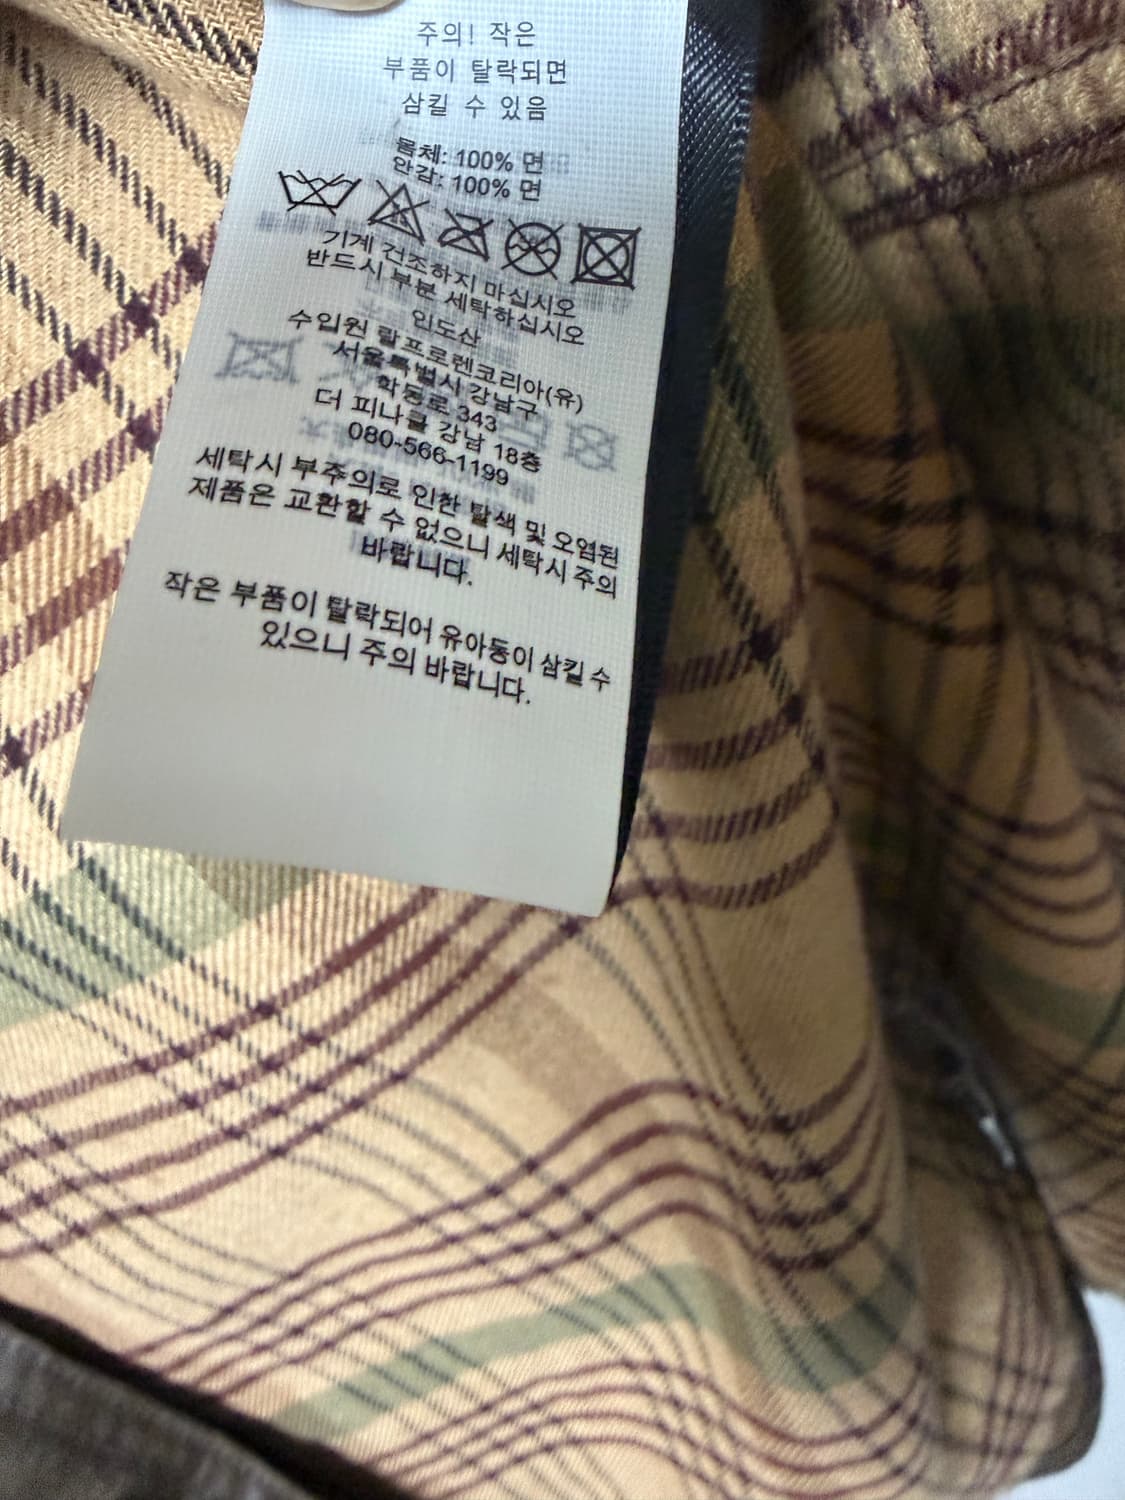 주의! 작은
부품이 탈락되면
삼킬 수 있음
몸체: 100% 면
안감: 100% 면
기계 건조하지 마십시오
반드시 부분 세탁하십시오
인도산
수입원 랄프로렌코리아(유)
서울특별시 강남구
학동로 343
더 피나클 강남 18층
080-566-1199
세탁시 부주의로 인한 탈색 및 오염된
제품은 교환할 수 없으니 세탁시 주의
바랍니다.
작은 부품이 탈락되어 유아동이 삼킬 수
있으니 주의 바랍니다.